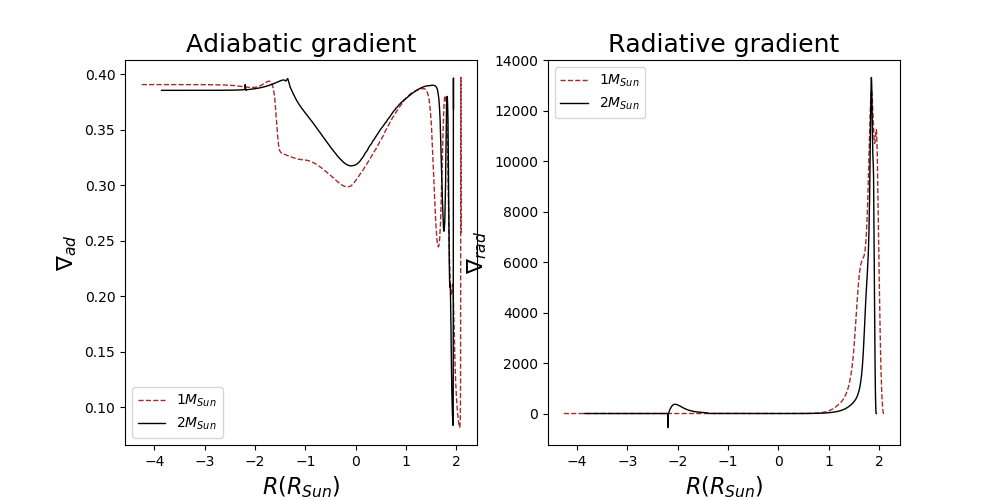 Adiabatic gradient
0.40
0.35
0.30
0.25
0.20
0.15
0.10
∇ad
1MSun
2MSun
−4 −3 −2 −1 0 1 2
R(RSun)
Radiative gradient
14000
12000
10000
8000
6000
4000
2000
0
∇rad
1MSun
2MSun
−4 −3 −2 −1 0 1 2
R(RSun)